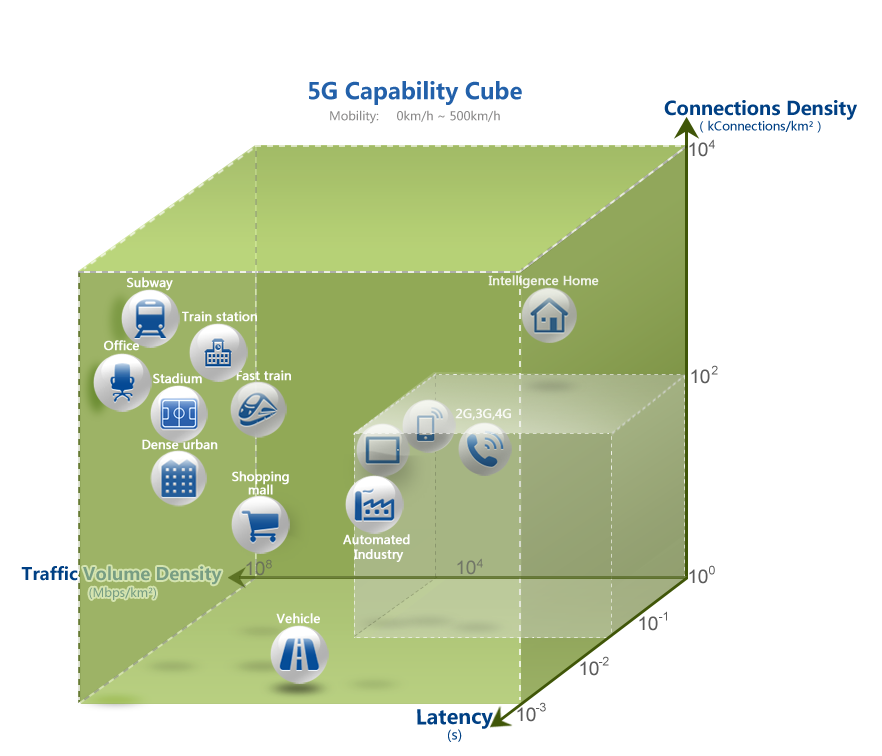 5G Capability Cube
Mobility: 0km/h ~ 500km/h
Connections Density
( kConnections/km² )
10⁴
Intelligence Home
Subway
Train station
Office
Stadium
Fast train
10²
2G,3G,4G
Dense urban
Shopping
mall
Automated
Industry
Traffic Volume Density
(Mbps/km²)
10⁸
10⁴
10⁰
Vehicle
10⁻¹
10⁻²
10⁻³
Latency
(s)